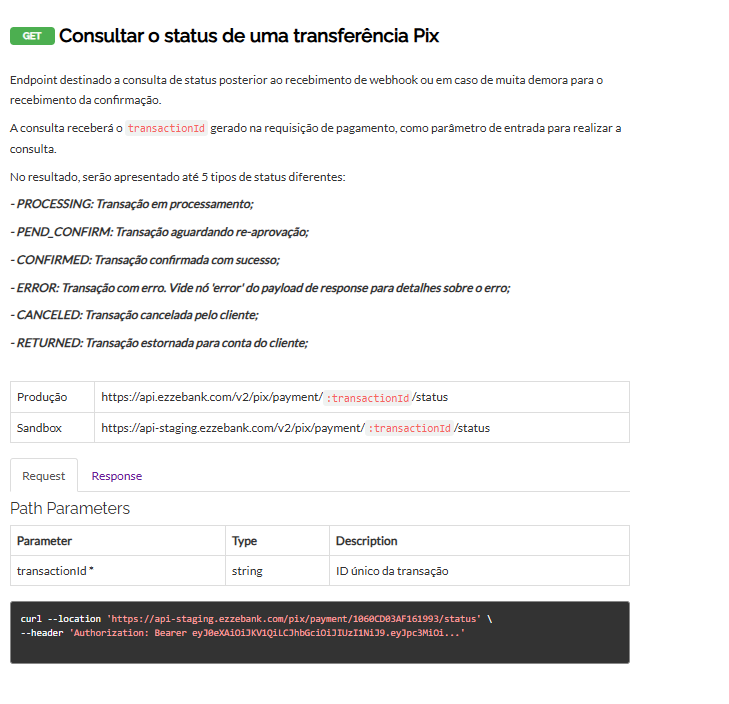 GET Consultar o status de uma transferência Pix
Endpoint destinado a consulta de status posterior ao recebimento de webhook ou em caso de muita demora para o
recebimento da confirmação.
A consulta receberá o transactionId gerado na requisição de pagamento, como parâmetro de entrada para realizar a
consulta.
No resultado, serão apresentado até 5 tipos de status diferentes:
- PROCESSING: Transação em processamento;
- PEND_CONFIRM: Transação aguardando re-aprovação;
- CONFIRMED: Transação confirmada com sucesso;
- ERROR: Transação com erro. Vide nó 'error' do payload de response para detalhes sobre o erro;
- CANCELED: Transação cancelada pelo cliente;
- RETURNED: Transação estornada para conta do cliente;
Produção https://api.ezzebank.com/v2/pix/payment/:transactionId/status
Sandbox https://api-staging.ezzebank.com/v2/pix/payment/:transactionId/status
Request Response
Path Parameters
Parameter Type Description
transactionId * string ID único da transação
curl --location 'https://api-staging.ezzebank.com/pix/payment/1060CD03AF161993/status' \
--header 'Authorization: Bearer eyJ0eXAiOiJKV1QiLCJhbGciOiJIUzI1NiJ9.eyJpc3MiOi...'